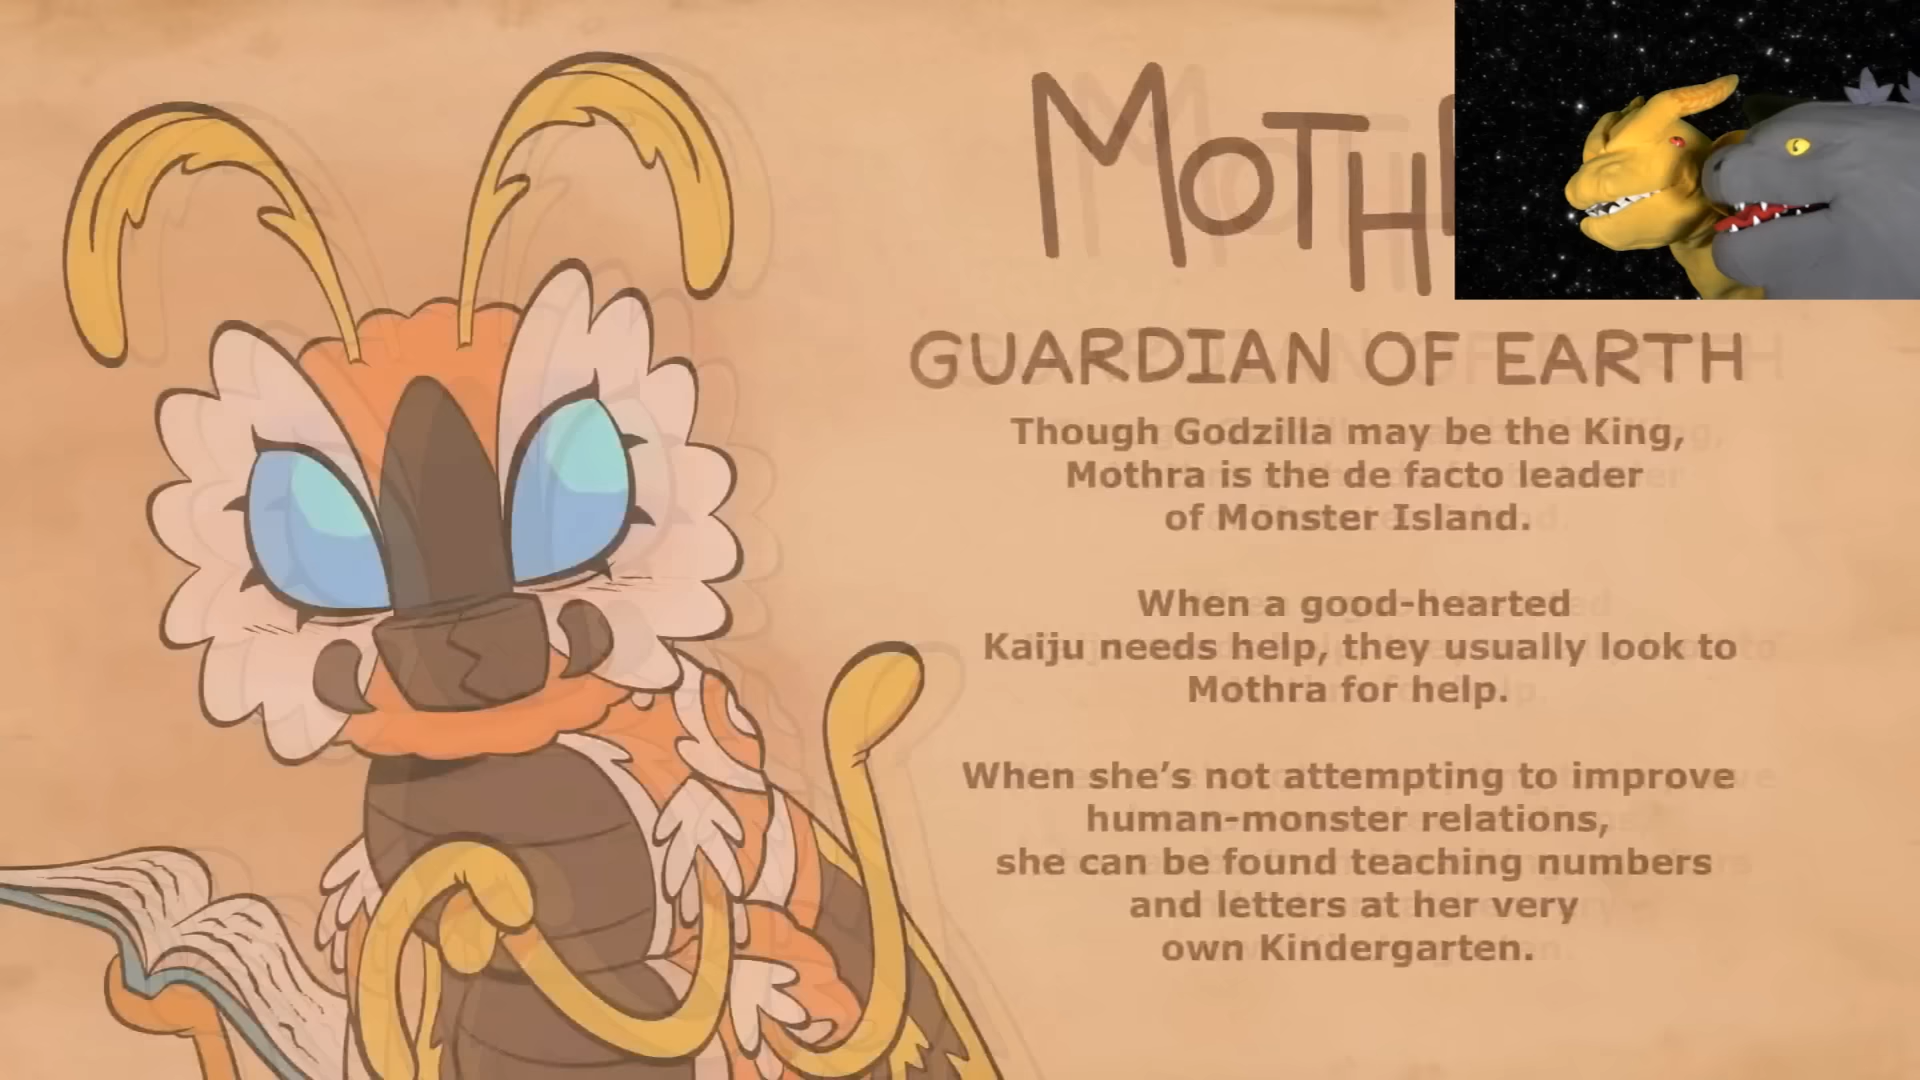 MOTH
GUARDIAN OF EARTH
Though Godzilla may be the King,
Mothra is the de facto leader
of Monster Island.
When a good-hearted
Kaiju needs help, they usually look to
Mothra for help.
When she's not attempting to improve
human-monster relations,
she can be found teaching numbers
and letters at her very
own Kindergarten.